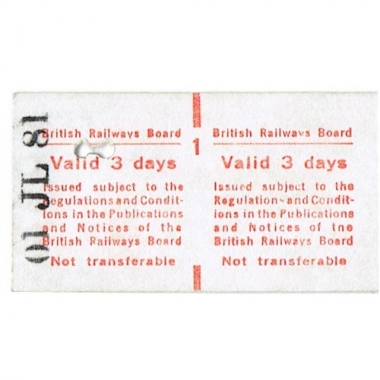 01 JL 81
British Railways Board
Valid 3 days
Issued subject to the
Regulations and Condit-
ions in the Publications
and Notices of the
British Railways Board
Not transferable
1
British Railways Board
Valid 3 days
Issued subject to the
Regulations and Condit-
ions in the Publications
and Notices of the
British Railways Board
Not transferable